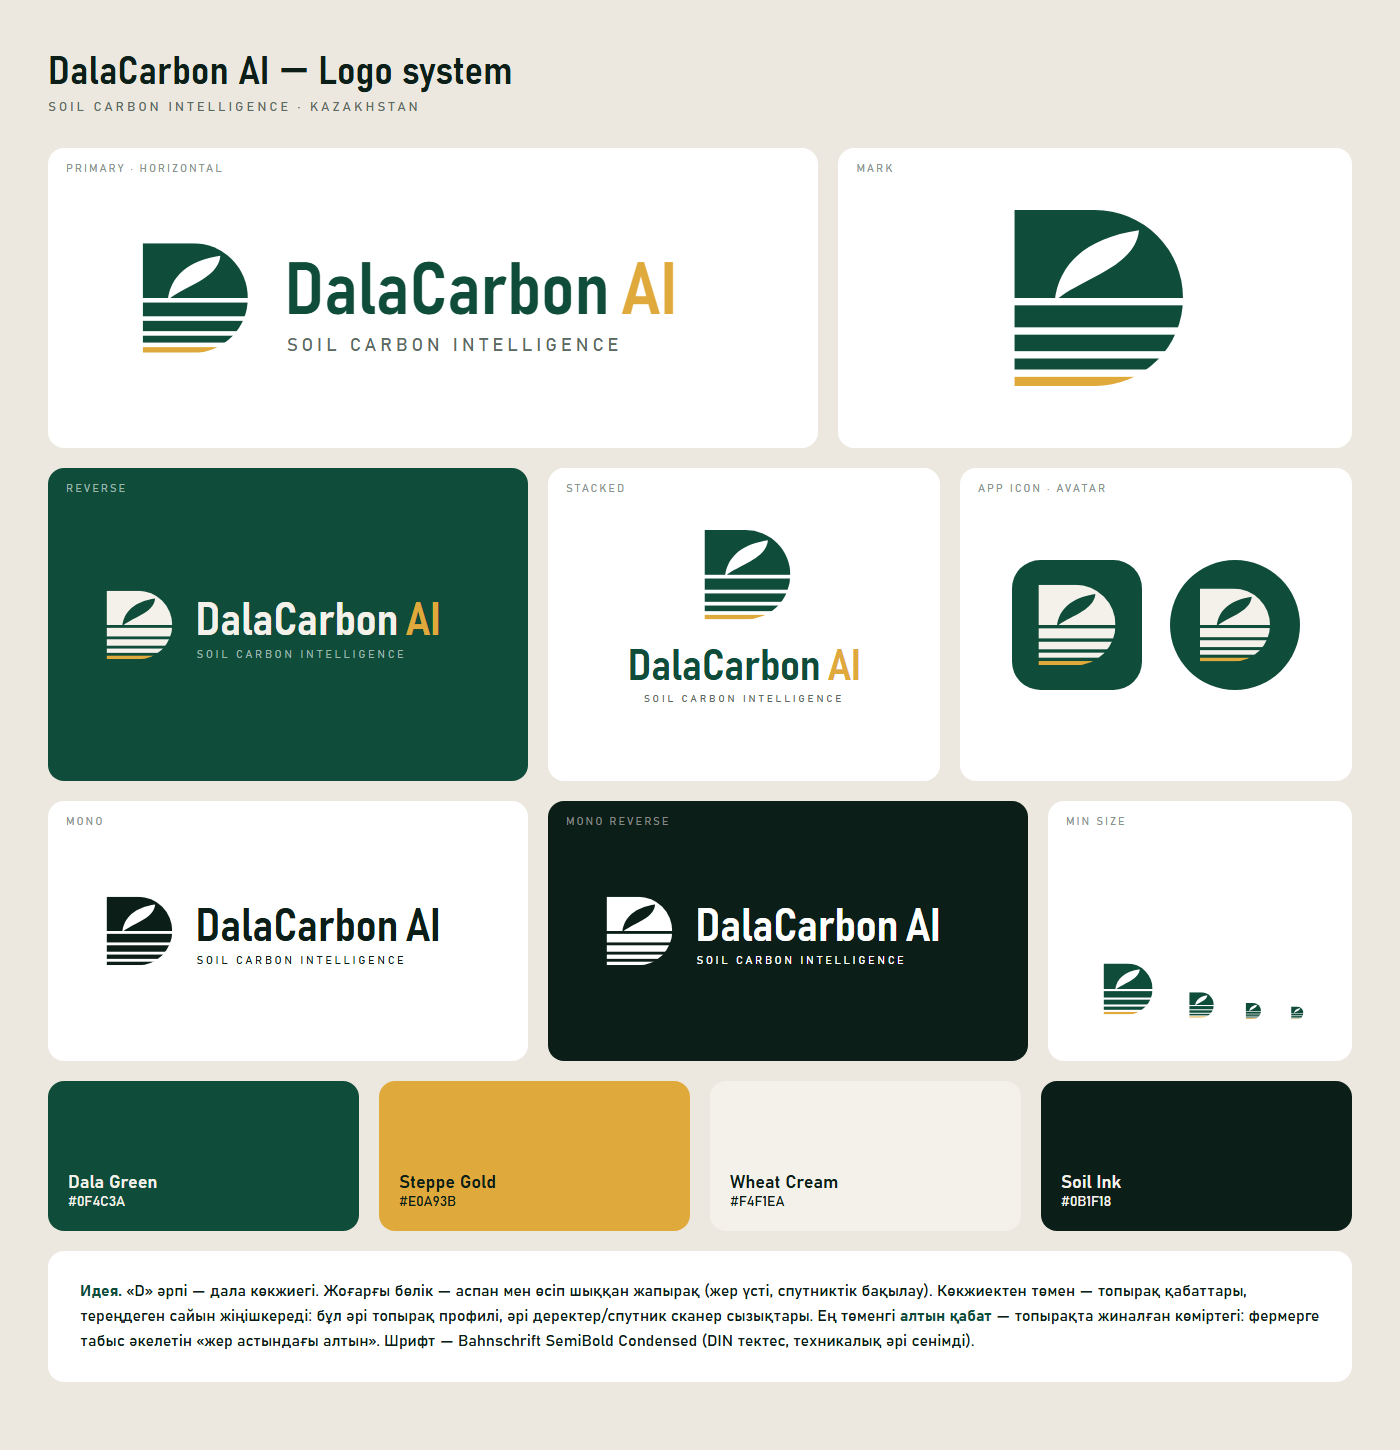 DalaCarbon AI — Logo system
SOIL CARBON INTELLIGENCE · KAZAKHSTAN
PRIMARY · HORIZONTAL
DalaCarbon AI
SOIL CARBON INTELLIGENCE
MARK
REVERSE
DalaCarbon AI
SOIL CARBON INTELLIGENCE
STACKED
DalaCarbon AI
SOIL CARBON INTELLIGENCE
APP ICON · AVATAR
MONO
DalaCarbon AI
SOIL CARBON INTELLIGENCE
MONO REVERSE
DalaCarbon AI
SOIL CARBON INTELLIGENCE
MIN SIZE
Dala Green
#0F4C3A
Steppe Gold
#E0A93B
Wheat Cream
#F4F1EA
Soil Ink
#0B1F18
Идея. «D» әрпі — дала көкжиегі. Жоғарғы бөлік — аспан мен өсіп шыққан жапырақ (жер үсті, спутниктік бақылау). Көкжиектен төмен — топырақ қабаттары,
тереңдеген сайын жіңішкереді: бұл әрі топырақ профилі, әрі деректер/спутник сканер сызықтары. Ең төменгі алтын қабат — топырақта жиналған көміртегі: фермерге
табыс әкелетін «жер астындағы алтын». Шрифт — Bahnschrift SemiBold Condensed (DIN тектес, техникалық әрі сенімді).